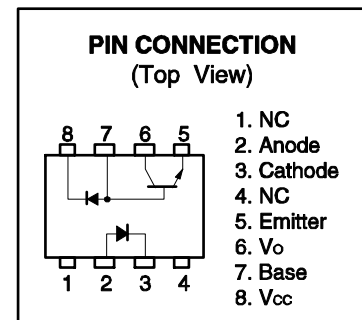 PIN CONNECTION
(Top View)
8 7 6 5
1 2 3 4
1. NC
2. Anode
3. Cathode
4. NC
5. Emitter
6. Vo
7. Base
8. Vcc